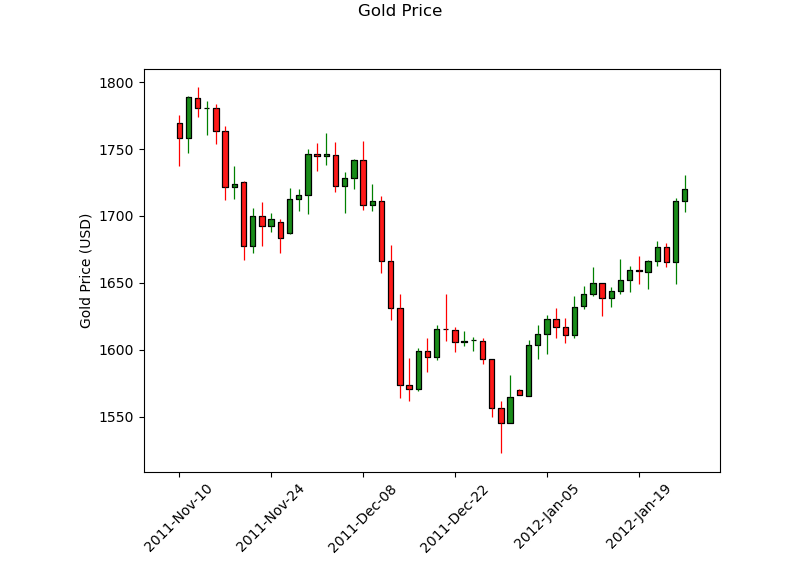 Gold Price
1800
1750
1700
1650
1600
1550
Gold Price (USD)
2011-Nov-10
2011-Nov-24
2011-Dec-08
2011-Dec-22
2012-Jan-05
2012-Jan-19